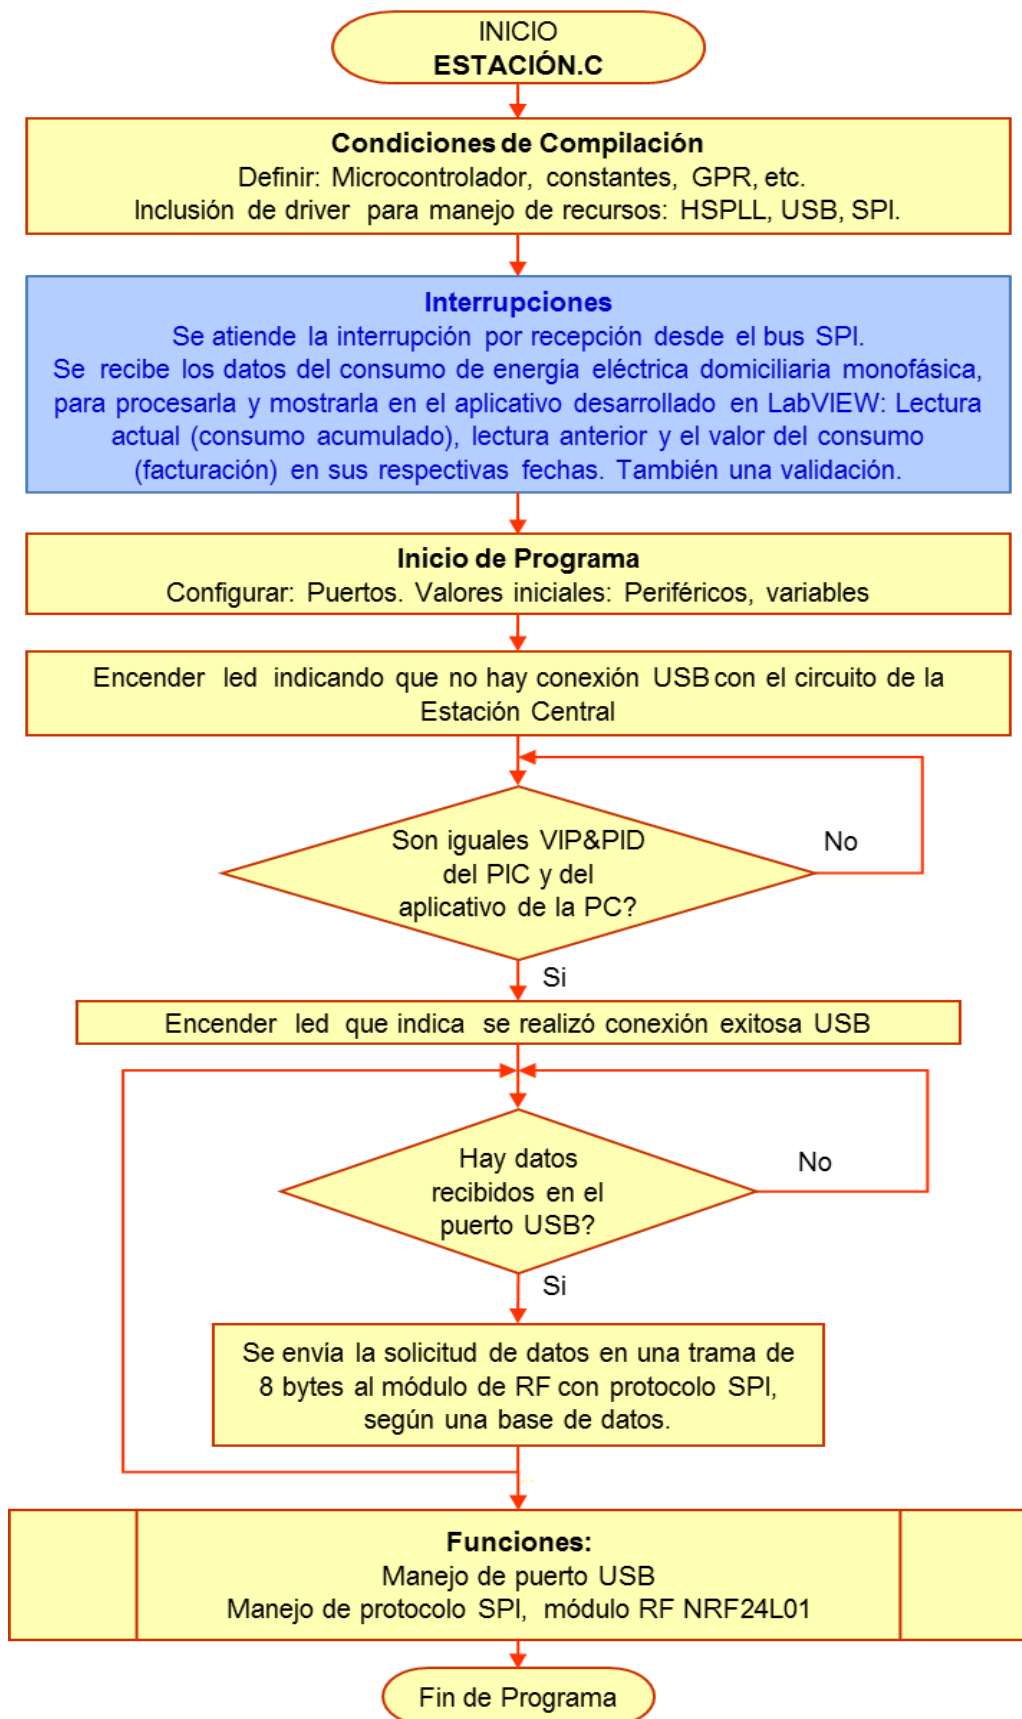 INICIO
ESTACIÓN.C
Condiciones de Compilación
Definir: Microcontrolador, constantes, GPR, etc.
Inclusión de driver para manejo de recursos: HSPLL, USB, SPI.
Interrupciones
Se atiende la interrupción por recepción desde el bus SPI.
Se recibe los datos del consumo de energía eléctrica domiciliaria monofásica,
para procesarla y mostrarla en el aplicativo desarrollado en LabVIEW: Lectura
actual (consumo acumulado), lectura anterior y el valor del consumo
(facturación) en sus respectivas fechas. También una validación.
Inicio de Programa
Configurar: Puertos. Valores iniciales: Periféricos, variables
Encender led indicando que no hay conexión USB con el circuito de la
Estación Central
Son iguales VIP&PID
del PIC y del
aplicativo de la PC?
No
Si
Encender led que indica se realizó conexión exitosa USB
Hay datos
recibidos en el
puerto USB?
No
Si
Se envía la solicitud de datos en una trama de
8 bytes al módulo de RF con protocolo SPI,
según una base de datos.
Funciones:
Manejo de puerto USB
Manejo de protocolo SPI, módulo RF NRF24L01
Fin de Programa